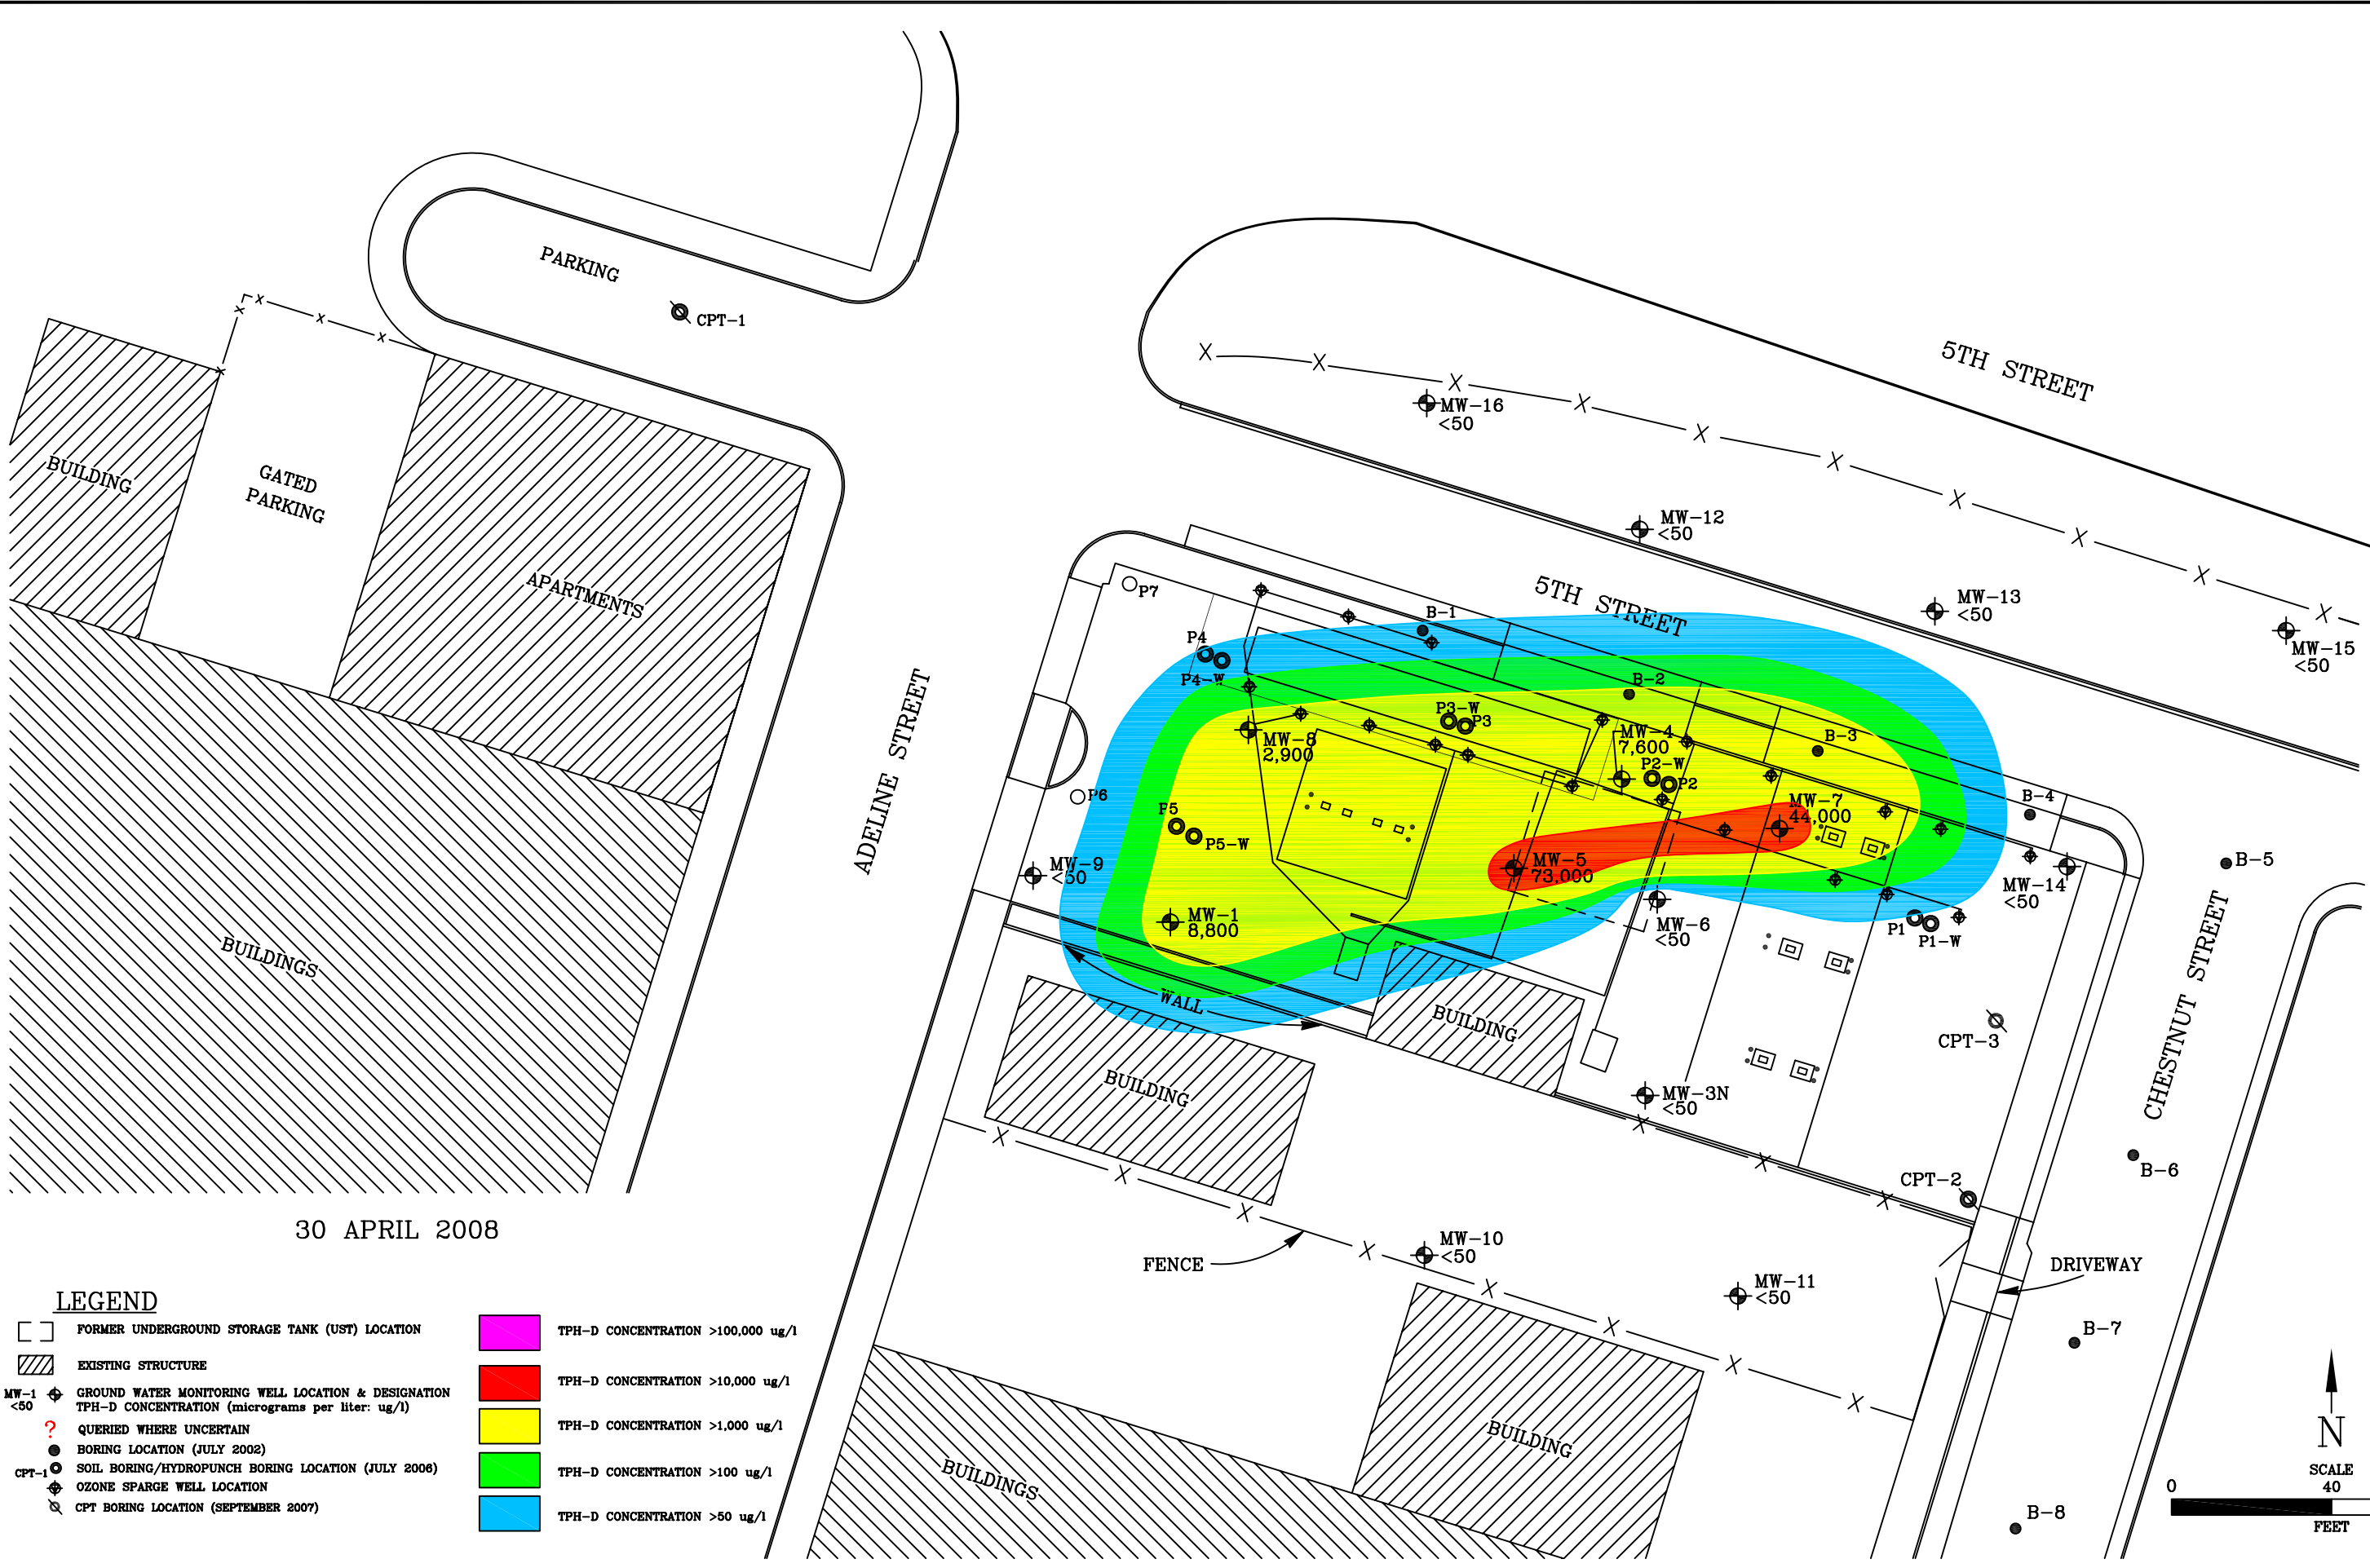 PARKING
CPT-1
5TH STREET
MW-16
<50
BUILDING
GATED
PARKING
MW-12
<50
APARTMENTS
P7
5TH STREET
MW-13
<50
B-1
MW-15
<50
P4
P4-W
B-2
P3-W
P3
MW-8
2,900
MW-4
7,600
B-3
P2-W
P2
P6
P5
P5-W
MW-7
44,000
B-4
ADELINE STREET
MW-9
<50
MW-5
73,000
B-5
MW-14
<50
MW-1
8,800
MW-6
<50
P1
P1-W
BUILDINGS
WALL
BUILDING
CPT-3
CHESTNUT STREET
BUILDING
MW-3N
<50
B-6
CPT-2
30 APRIL 2008
MW-10
<50
FENCE
DRIVEWAY
MW-11
<50
B-7
BUILDING
BUILDINGS
B-8
LEGEND
FORMER UNDERGROUND STORAGE TANK (UST) LOCATION
EXISTING STRUCTURE
MW-1
<50
GROUND WATER MONITORING WELL LOCATION & DESIGNATION
TPH-D CONCENTRATION (micrograms per liter: ug/l)
? QUERIED WHERE UNCERTAIN
BORING LOCATION (JULY 2002)
CPT-1 SOIL BORING/HYDROPUNCH BORING LOCATION (JULY 2006)
OZONE SPARGE WELL LOCATION
CPT BORING LOCATION (SEPTEMBER 2007)
TPH-D CONCENTRATION >100,000 ug/l
TPH-D CONCENTRATION >10,000 ug/l
TPH-D CONCENTRATION >1,000 ug/l
TPH-D CONCENTRATION >100 ug/l
TPH-D CONCENTRATION >50 ug/l
N
SCALE
0 40
FEET